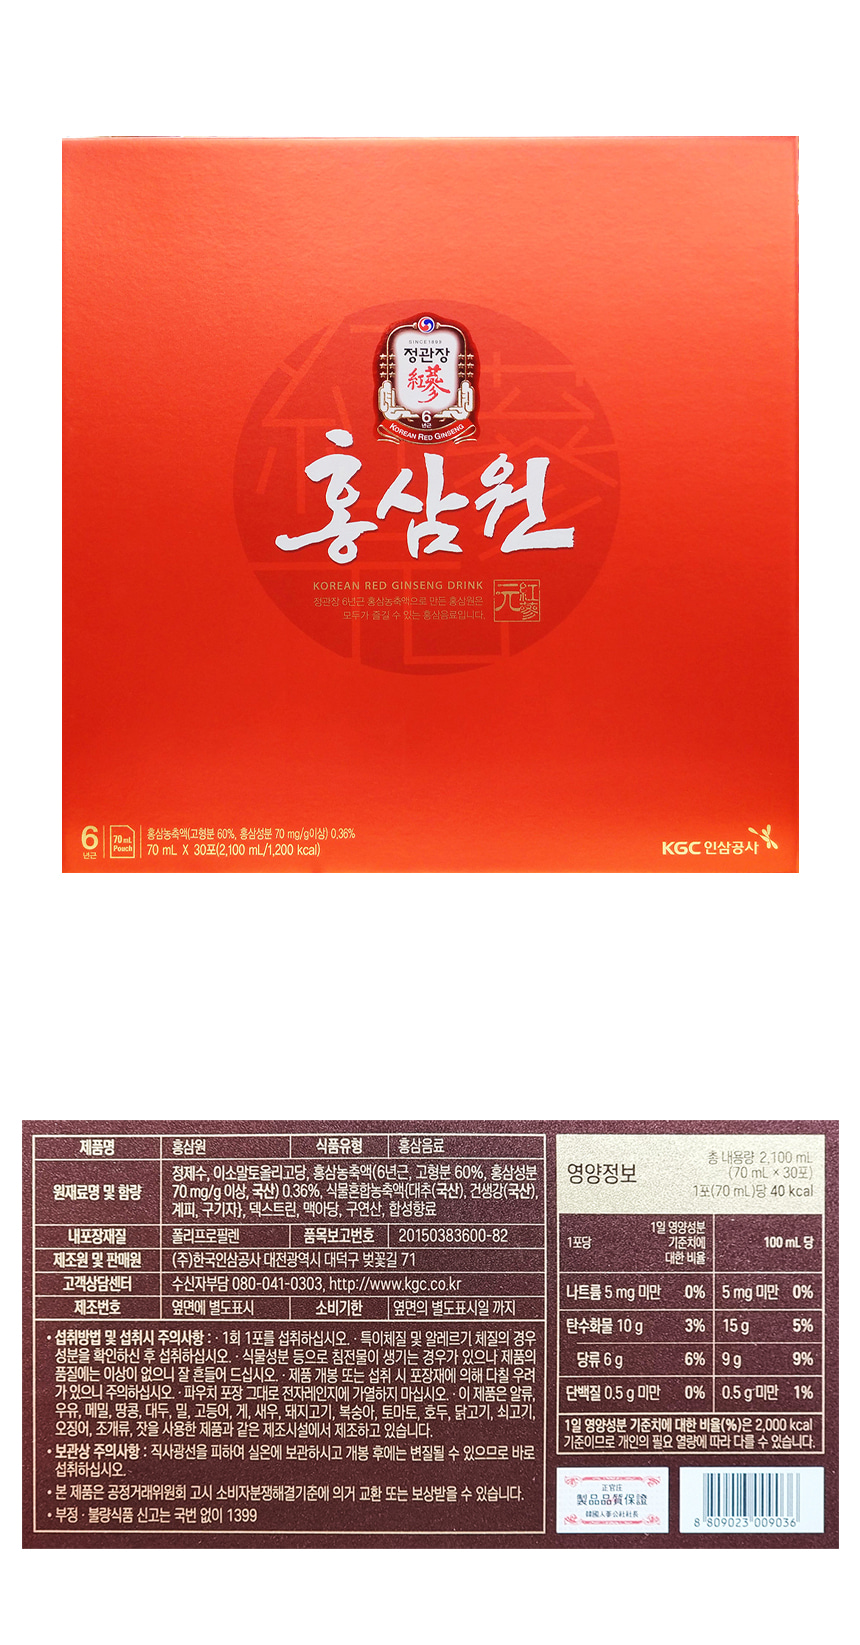 SINCE 1899
정관장
紅蔘
6
년근
KOREAN RED GINSENG
홍삼원
KOREAN RED GINSENG DRINK
정관장 6년근 홍삼농축액으로 만든 홍삼원은
모두가 즐길 수 있는 홍삼음료입니다.
元 紅蔘
6
년근
70 mL
Pouch
홍삼농축액(고형분 60%, 홍삼성분 70 mg/g이상) 0.36%
70 mL X 30포(2,100 mL/1,200 kcal)
KGC 인삼공사
제품명 홍삼원 식품유형 홍삼음료
원재료명 및 함량
정제수, 이소말토올리고당, 홍삼농축액(6년근, 고형분 60%, 홍삼성분
70 mg/g 이상, 국산) 0.36%, 식물혼합농축액{대추(국산), 건생강(국산),
계피, 구기자}, 덱스트린, 맥아당, 구연산, 합성향료
내포장재질 폴리프로필렌 품목보고번호 20150383600-82
제조원 및 판매원 (주)한국인삼공사 대전광역시 대덕구 벚꽃길 71
고객상담센터 수신자부담 080-041-0303, http://www.kgc.co.kr
제조번호 옆면에 별도표시 소비기한 옆면의 별도표시일 까지
• 섭취방법 및 섭취시 주의사항 : · 1회 1포를 섭취하십시오. · 특이체질 및 알레르기 체질의 경우
성분을 확인하신 후 섭취하십시오. · 식물성분 등으로 침전물이 생기는 경우가 있으나 제품의
품질에는 이상이 없으니 잘 흔들어 드십시오. · 제품 개봉 또는 섭취 시 포장재에 의해 다칠 우려
가 있으니 주의하십시오. · 파우치 포장 그대로 전자레인지에 가열하지 마십시오. · 이 제품은 알류,
우유, 메밀, 땅콩, 대두, 밀, 고등어, 게, 새우, 돼지고기, 복숭아, 토마토, 호두, 닭고기, 쇠고기,
오징어, 조개류, 잣을 사용한 제품과 같은 제조시설에서 제조하고 있습니다.
• 보관상 주의사항 : 직사광선을 피하여 실온에 보관하시고 개봉 후에는 변질될 수 있으므로 바로
섭취하십시오.
• 본 제품은 공정거래위원회 고시 소비자분쟁해결기준에 의거 교환 또는 보상받을 수 있습니다.
• 부정 · 불량식품 신고는 국번 없이 1399
영양정보
총 내용량 2,100 mL
(70 mL × 30포)
1포(70 mL)당 40 kcal
1포당 1일 영양성분 기준치에 대한 비율 100 mL 당
나트륨 5 mg 미만 0% 5 mg 미만 0%
탄수화물 10 g 3% 15 g 5%
당류 6 g 6% 9 g 9%
단백질 0.5 g 미만 0% 0.5 g 미만 1%
1일 영양성분 기준치에 대한 비율(%)은 2,000 kcal
기준이므로 개인의 필요 열량에 따라 다를 수 있습니다.
正官庄
製品品質保證
韓國人蔘公社社長
8 809023 009036